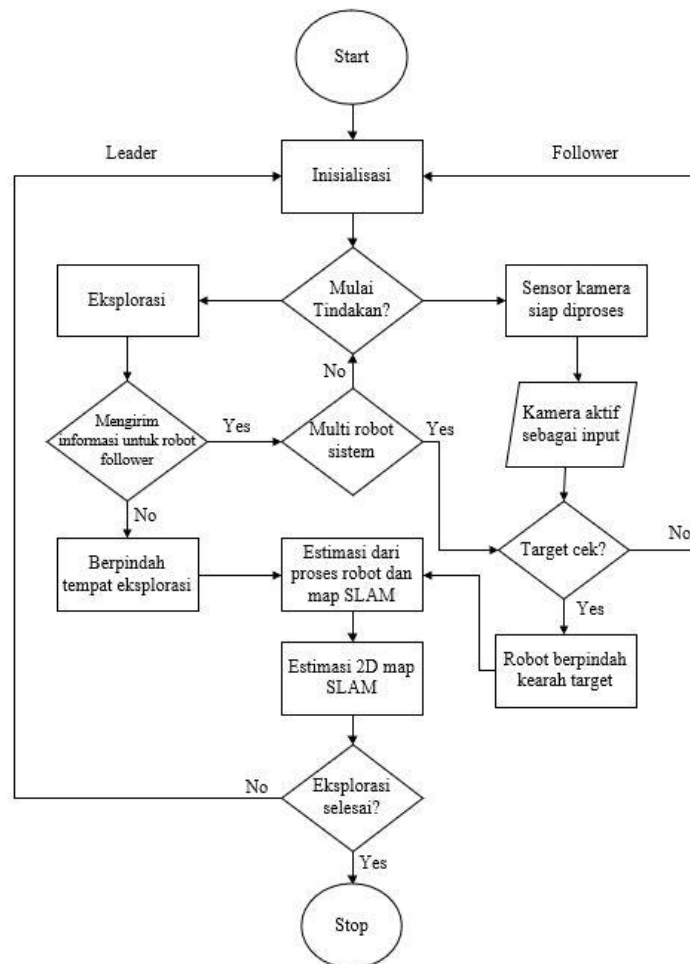 Start
Leader
Follower
Inisialisasi
Eksplorasi
Mulai
Tindakan?
Sensor kamera
siap diproses
No
Mengirim
informasi untuk robot
follower
Yes
Multi robot
sistem
Yes
Kamera aktif
sebagai input
No
Berpindah
tempat eksplorasi
Estimasi dari
proses robot dan
map SLAM
Target cek?
No
Yes
Estimasi 2D map
SLAM
Robot berpindah
kearah target
No
Eksplorasi
selesai?
Yes
Stop